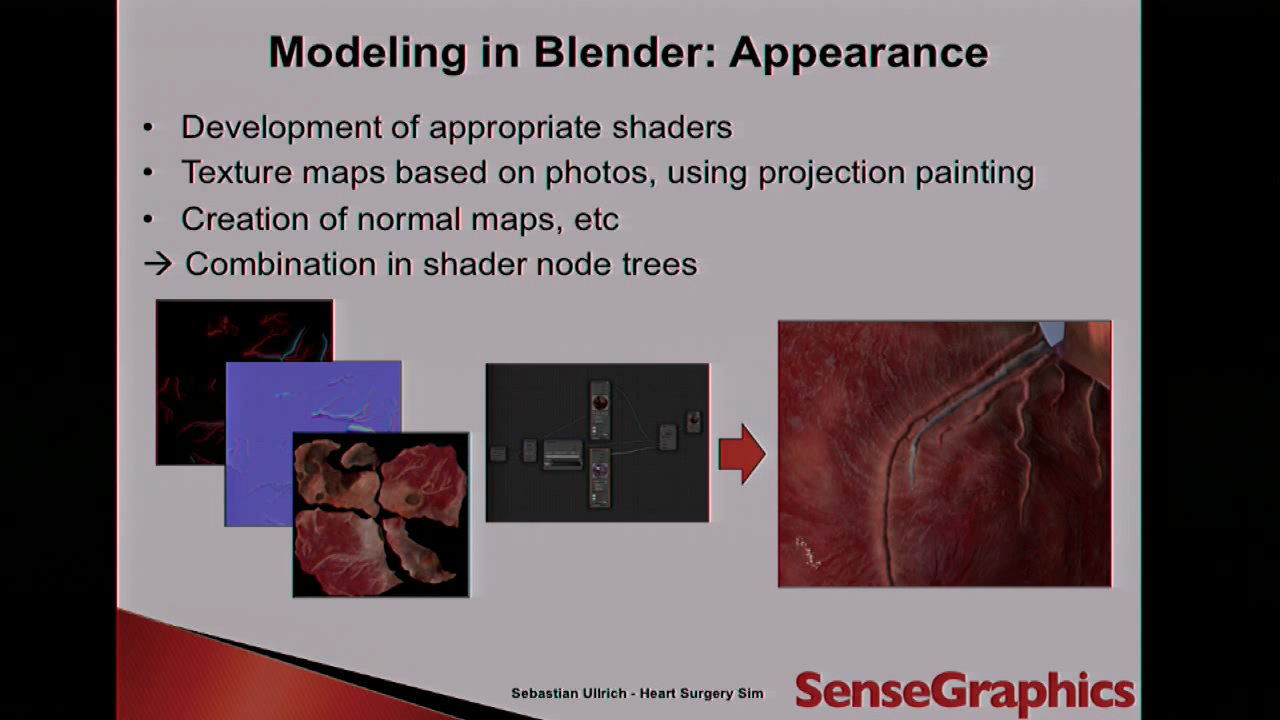 Modeling in Blender: Appearance
• Development of appropriate shaders
• Texture maps based on photos, using projection painting
• Creation of normal maps, etc
→ Combination in shader node trees
Sebastian Ullrich - Heart Surgery Sim
SenseGraphics